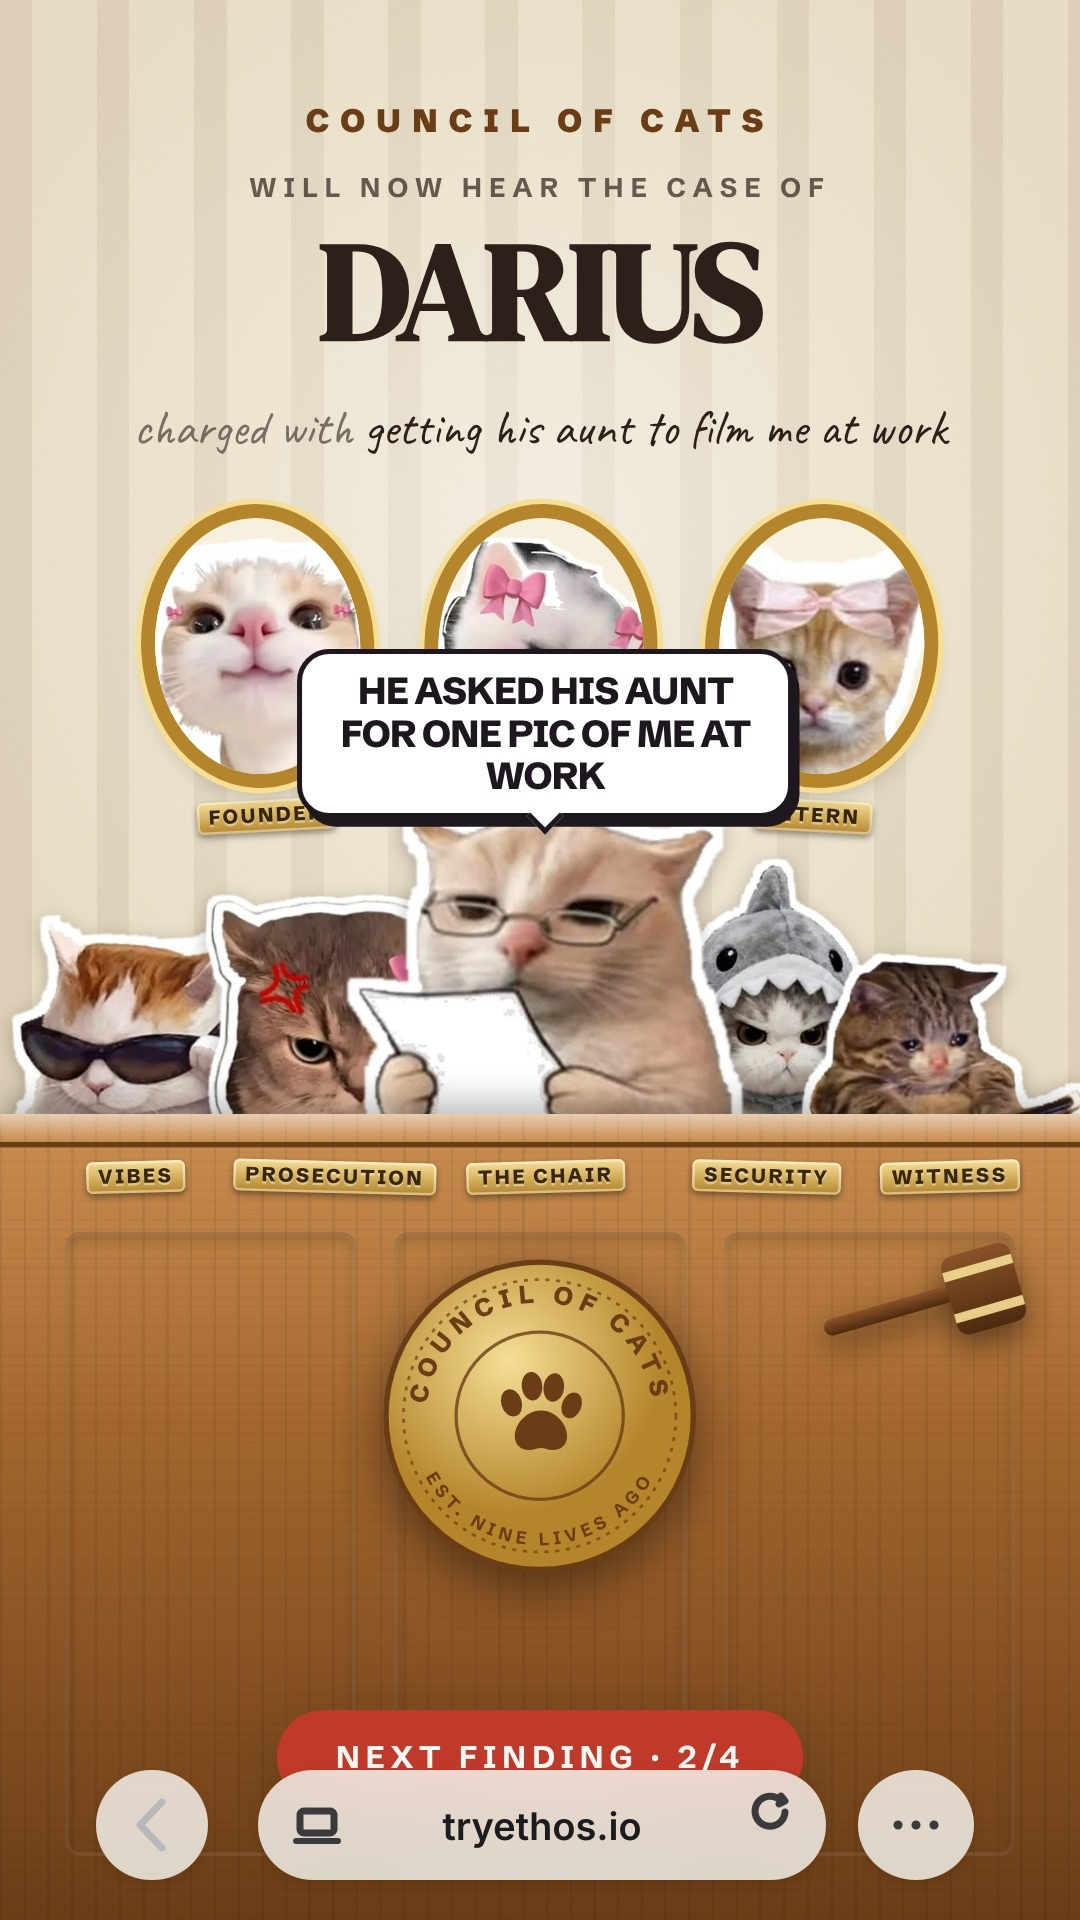 COUNCIL OF CATS
WILL NOW HEAR THE CASE OF
DARIUS
charged with getting his aunt to film me at work
HE ASKED HIS AUNT
FOR ONE PIC OF ME AT
WORK
VIBES
PROSECUTION
THE CHAIR
SECURITY
WITNESS
COUNCIL OF CATS
EST. NINE LIVES AGO
NEXT FINDING · 2/4
tryethos.io